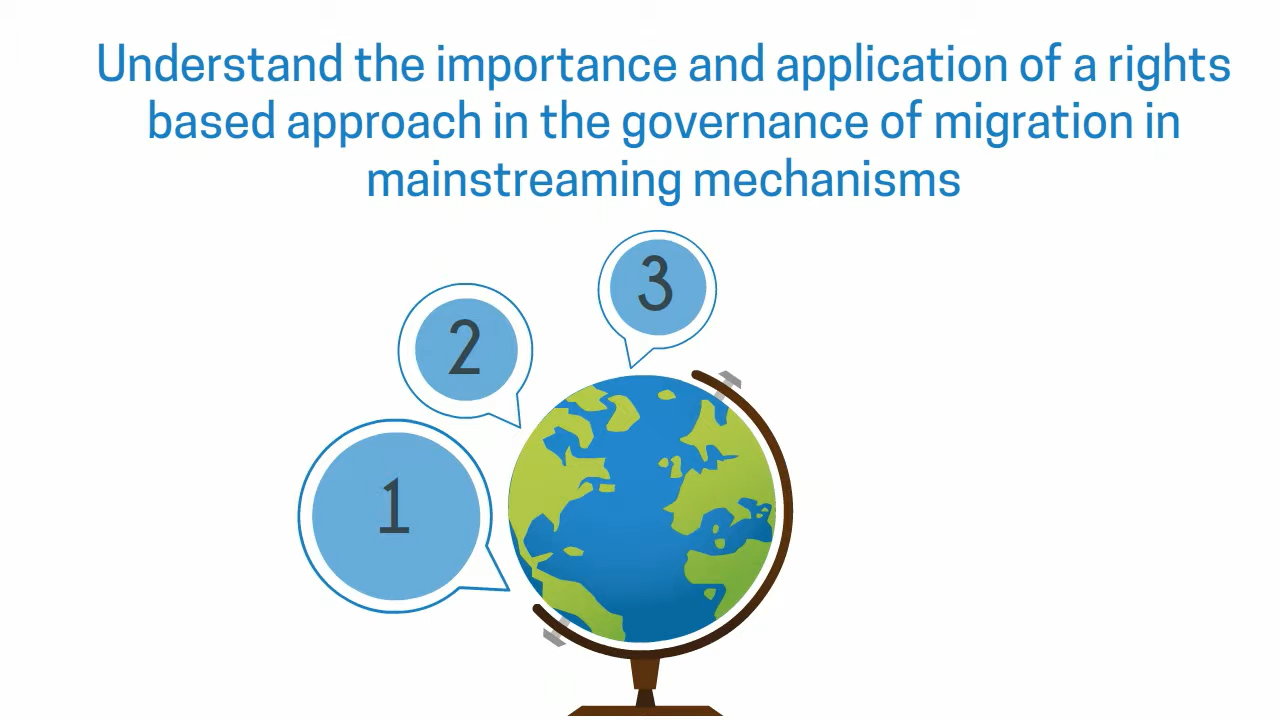 Understand the importance and application of a rights
based approach in the governance of migration in
mainstreaming mechanisms
3
2
1